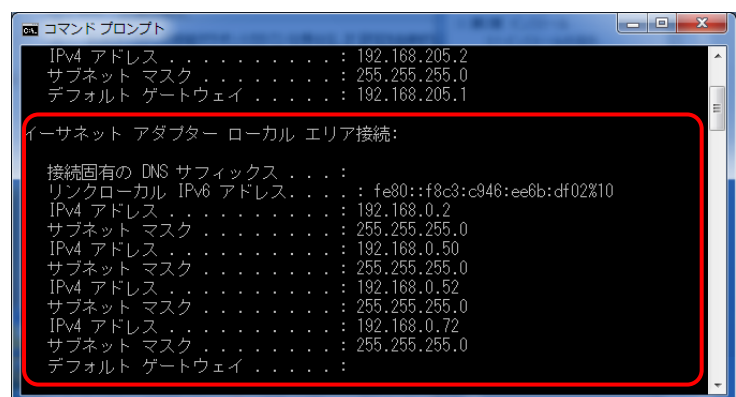 コマンド プロンプト
IPv4 アドレス . . . . . . . . . . . : 192.168.205.2
サブネット マスク . . . . . . . . . : 255.255.255.0
デフォルト ゲートウェイ . . . . . : 192.168.205.1
イーサネット アダプター ローカル エリア接続:
接続固有の DNS サフィックス . . . :
リンクローカル IPv6 アドレス. . . . : fe80::f8c3:c946:ee6b:df02%10
IPv4 アドレス . . . . . . . . . . . : 192.168.0.2
サブネット マスク . . . . . . . . . : 255.255.255.0
IPv4 アドレス . . . . . . . . . . . : 192.168.0.50
サブネット マスク . . . . . . . . . : 255.255.255.0
IPv4 アドレス . . . . . . . . . . . : 192.168.0.52
サブネット マスク . . . . . . . . . : 255.255.255.0
IPv4 アドレス . . . . . . . . . . . : 192.168.0.72
サブネット マスク . . . . . . . . . : 255.255.255.0
デフォルト ゲートウェイ . . . . . :